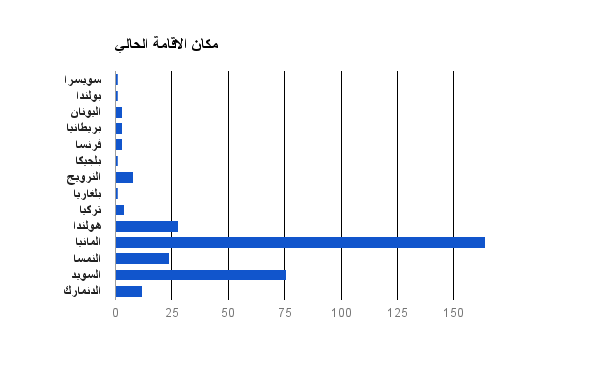 مكان الاقامة الحالي
سويسرا
بولندا
اليونان
بريطانيا
فرنسا
بلجيكا
النرويج
بلغاريا
تركيا
هولندا
المانيا
النمسا
السويد
الدنمارك
0 25 50 75 100 125 150